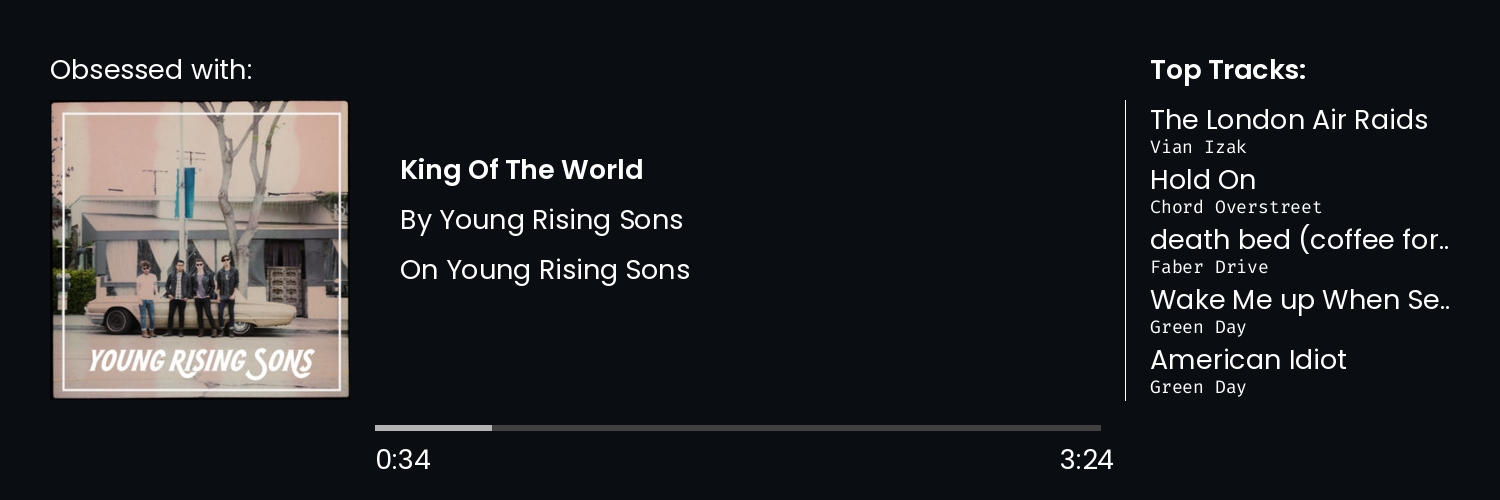 Obsessed with:
YOUNG RISING SONS
King Of The World
By Young Rising Sons
On Young Rising Sons
0:34
3:24
Top Tracks:
The London Air Raids
Vian Izak
Hold On
Chord Overstreet
death bed (coffee for..
Faber Drive
Wake Me up When Se..
Green Day
American Idiot
Green Day